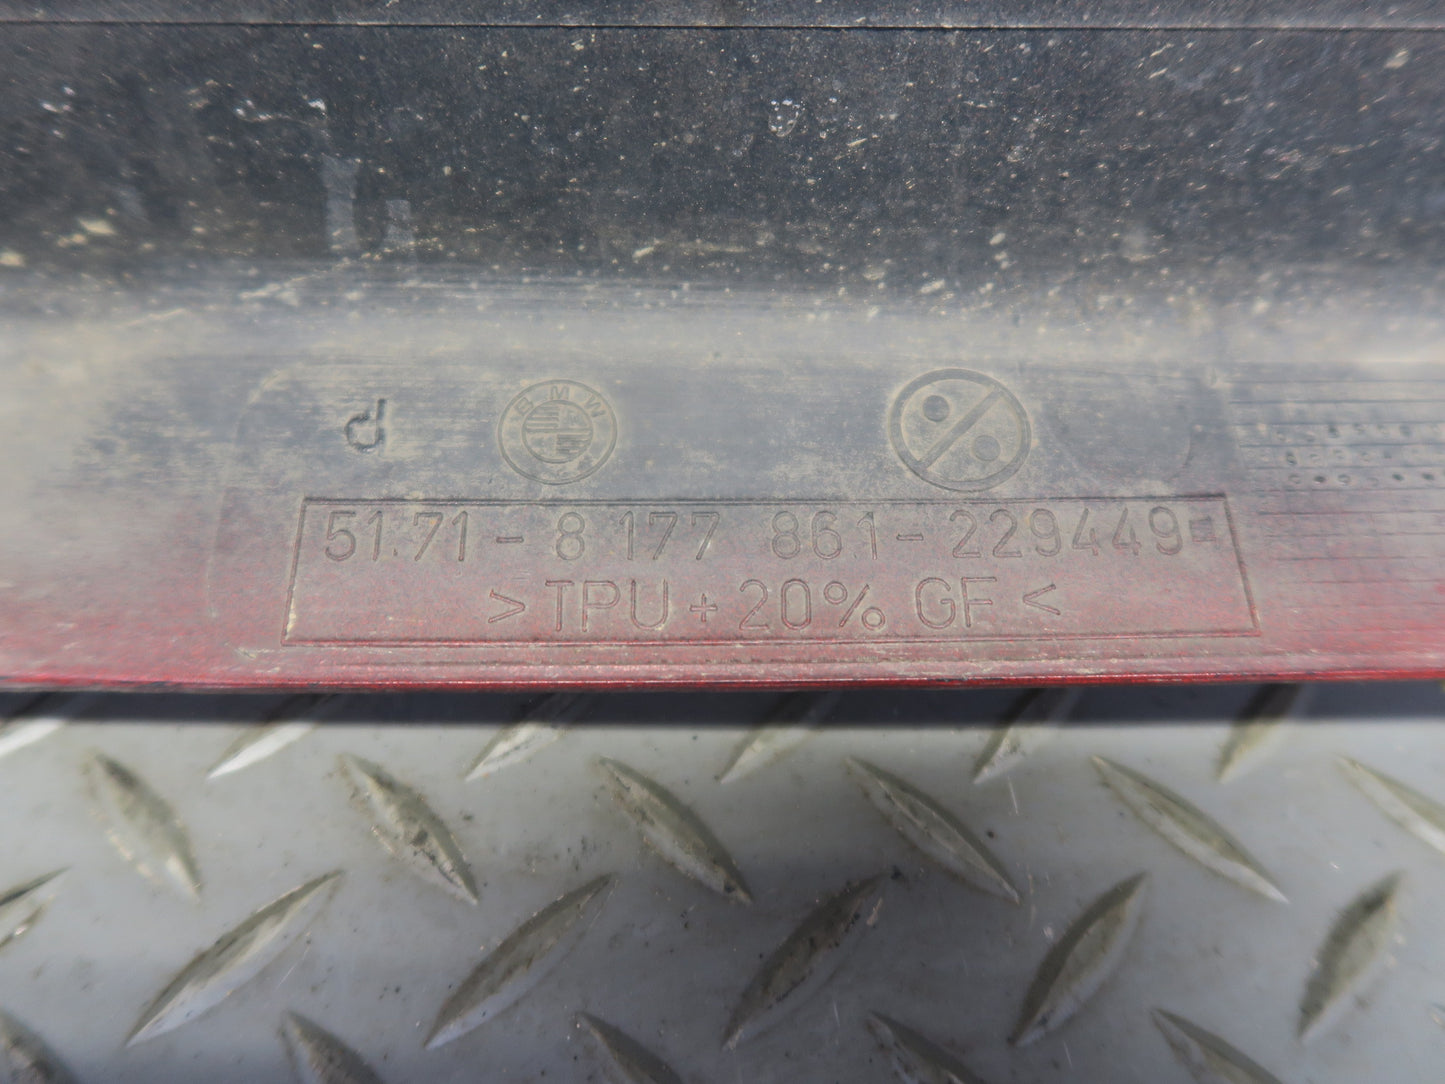 d BMW
51.71 - 8 177 861 - 229449
>TPU + 20% GF<